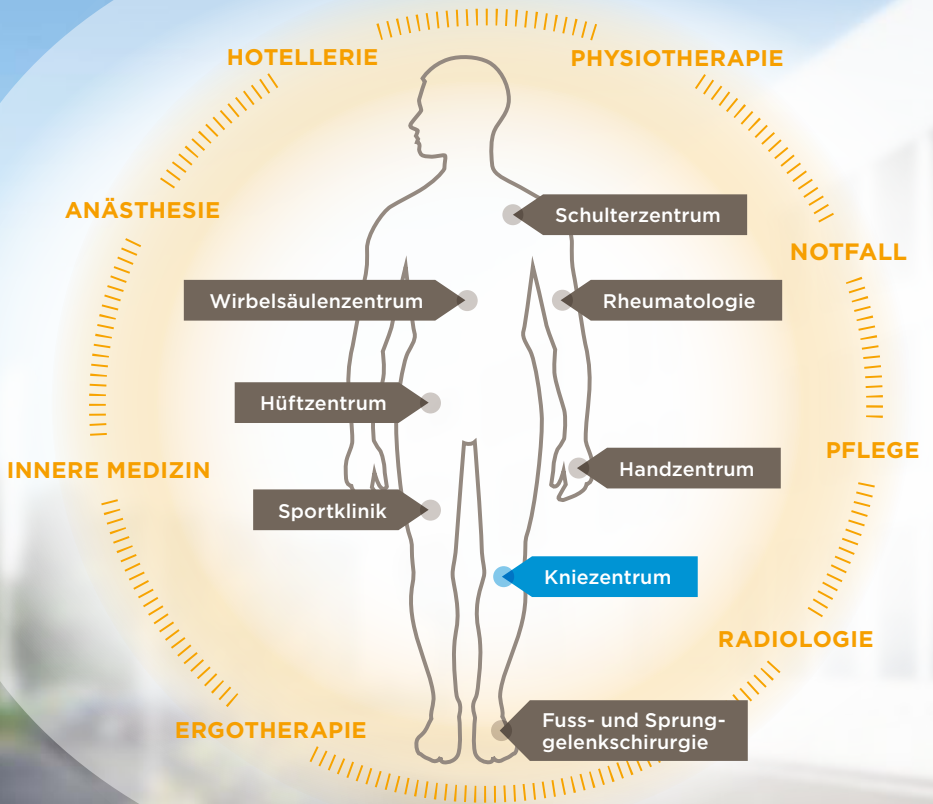 HOTELLERIE
PHYSIOTHERAPIE
ANÄSTHESIE
Schulterzentrum
NOTFALL
Wirbelsäulenzentrum
Rheumatologie
Hüftzentrum
PFLEGE
INNERE MEDIZIN
Handzentrum
Sportklinik
Kniezentrum
RADIOLOGIE
ERGOTHERAPIE
Fuss- und Sprung-
gelenkschirurgie